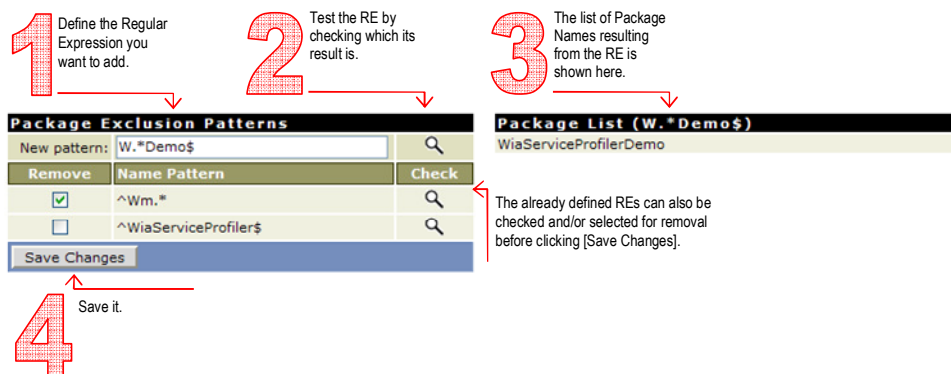 1
Define the Regular
Expression you
want to add.
2
Test the RE by
checking which its
result is.
3
The list of Package
Names resulting
from the RE is
shown here.
Package Exclusion Patterns
New pattern: W.*Demo$
Remove Name Pattern Check
^Wm.*
^WiaServiceProfiler$
Save Changes
Package List (W.*Demo$)
WiaServiceProfilerDemo
The already defined REs can also be
checked and/or selected for removal
before clicking [Save Changes].
4
Save it.